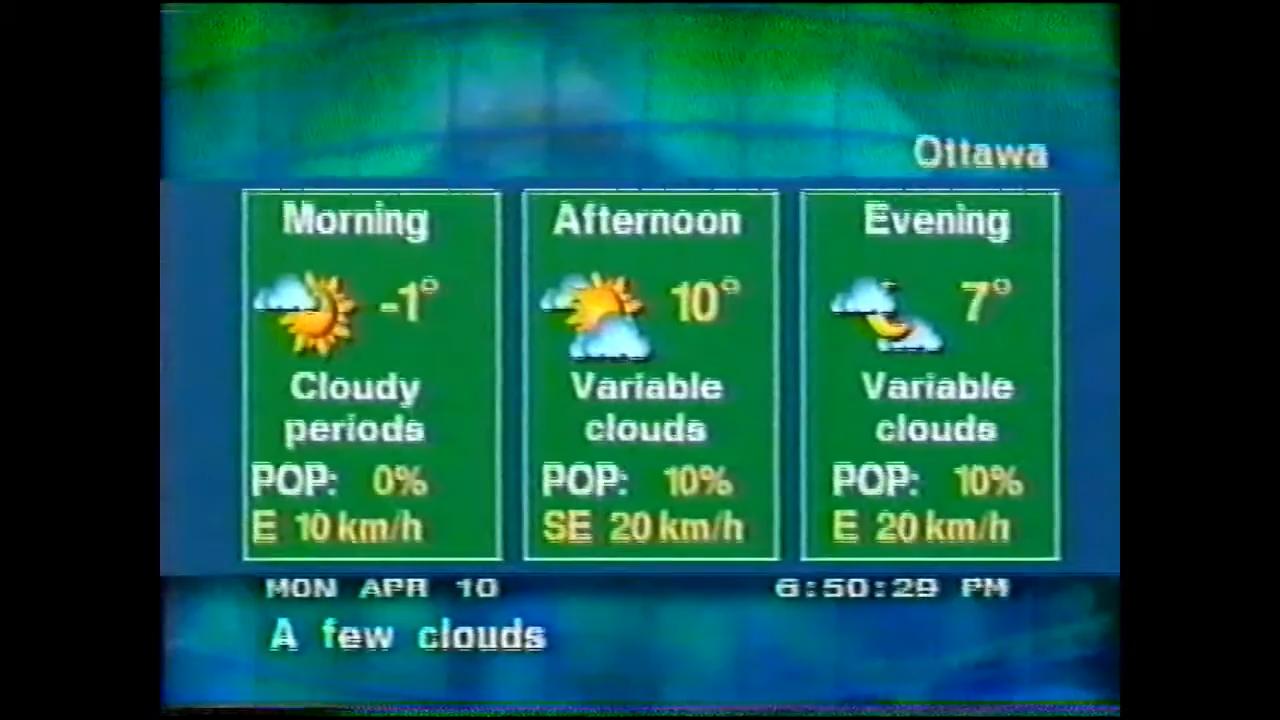 Ottawa
Morning
-1°
Cloudy
periods
POP: 0%
E 10 km/h
Afternoon
10°
Variable
clouds
POP: 10%
SE 20 km/h
Evening
7°
Variable
clouds
POP: 10%
E 20 km/h
MON APR 10 6:50:29 PM
A few clouds